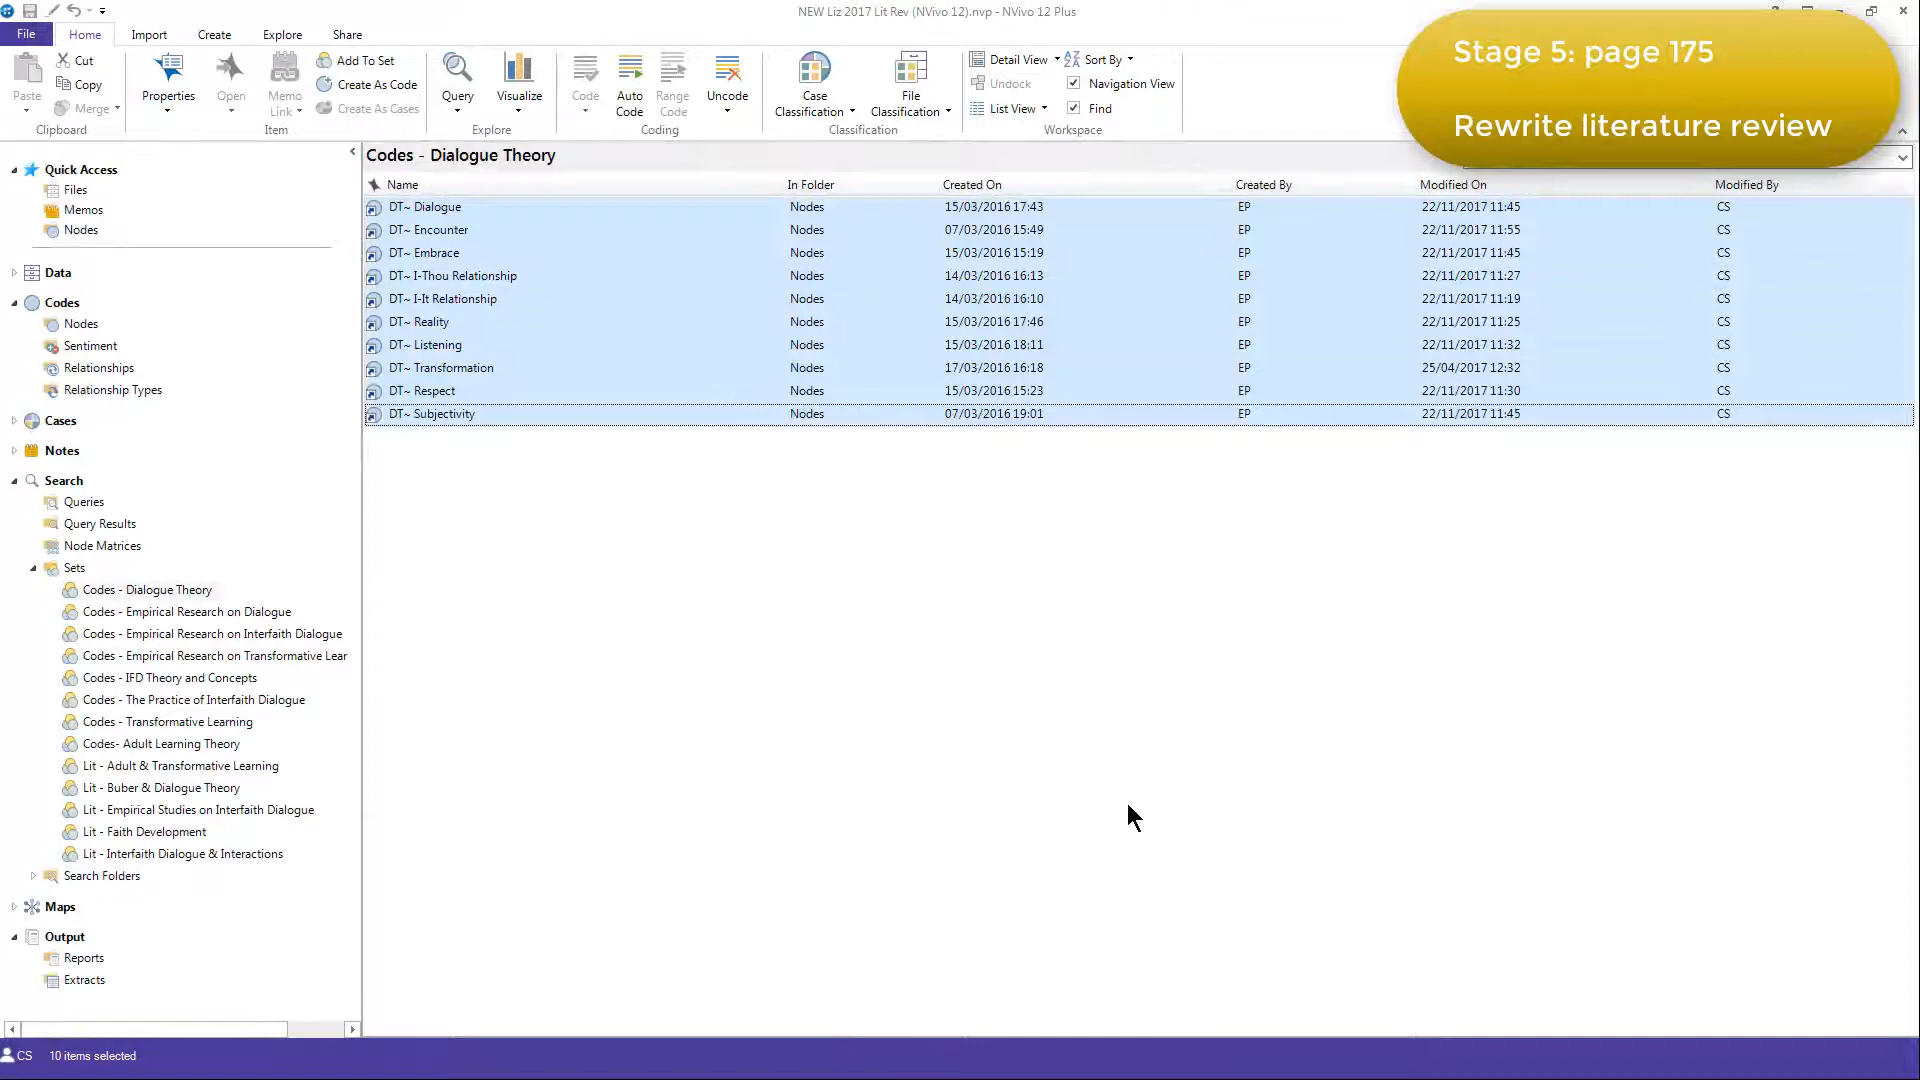 NEW Liz 2017 Lit Rev (NVivo 12).nvp - NVivo 12 Plus
File Home Import Create Explore Share
Stage 5: page 175
Rewrite literature review
Paste
Cut
Copy
Merge
Clipboard
Properties
Open
Memo Link
Add To Set
Create As Code
Create As Cases
Item
Query
Visualize
Explore
Code
Auto Code
Range Code
Uncode
Coding
Case Classification
File Classification
Classification
Detail View
Sort By
Undock
Navigation View
List View
Find
Workspace
Quick Access
Files
Memos
Nodes
Data
Codes
Nodes
Sentiment
Relationships
Relationship Types
Cases
Notes
Search
Queries
Query Results
Node Matrices
Sets
Codes - Dialogue Theory
Codes - Empirical Research on Dialogue
Codes - Empirical Research on Interfaith Dialogue
Codes - Empirical Research on Transformative Lear
Codes - IFD Theory and Concepts
Codes - The Practice of Interfaith Dialogue
Codes - Transformative Learning
Codes- Adult Learning Theory
Lit - Adult & Transformative Learning
Lit - Buber & Dialogue Theory
Lit - Empirical Studies on Interfaith Dialogue
Lit - Faith Development
Lit - Interfaith Dialogue & Interactions
Search Folders
Maps
Output
Reports
Extracts
Codes - Dialogue Theory
Name In Folder Created On Created By Modified On Modified By
DT~ Dialogue Nodes 15/03/2016 17:43 EP 22/11/2017 11:45 CS
DT~ Encounter Nodes 07/03/2016 15:49 EP 22/11/2017 11:55 CS
DT~ Embrace Nodes 15/03/2016 15:19 EP 22/11/2017 11:45 CS
DT~ I-Thou Relationship Nodes 14/03/2016 16:13 EP 22/11/2017 11:27 CS
DT~ I-It Relationship Nodes 14/03/2016 16:10 EP 22/11/2017 11:19 CS
DT~ Reality Nodes 15/03/2016 17:46 EP 22/11/2017 11:25 CS
DT~ Listening Nodes 15/03/2016 18:11 EP 22/11/2017 11:32 CS
DT~ Transformation Nodes 17/03/2016 16:18 EP 25/04/2017 12:32 CS
DT~ Respect Nodes 15/03/2016 15:23 EP 22/11/2017 11:30 CS
DT~ Subjectivity Nodes 07/03/2016 19:01 EP 22/11/2017 11:45 CS
CS 10 items selected